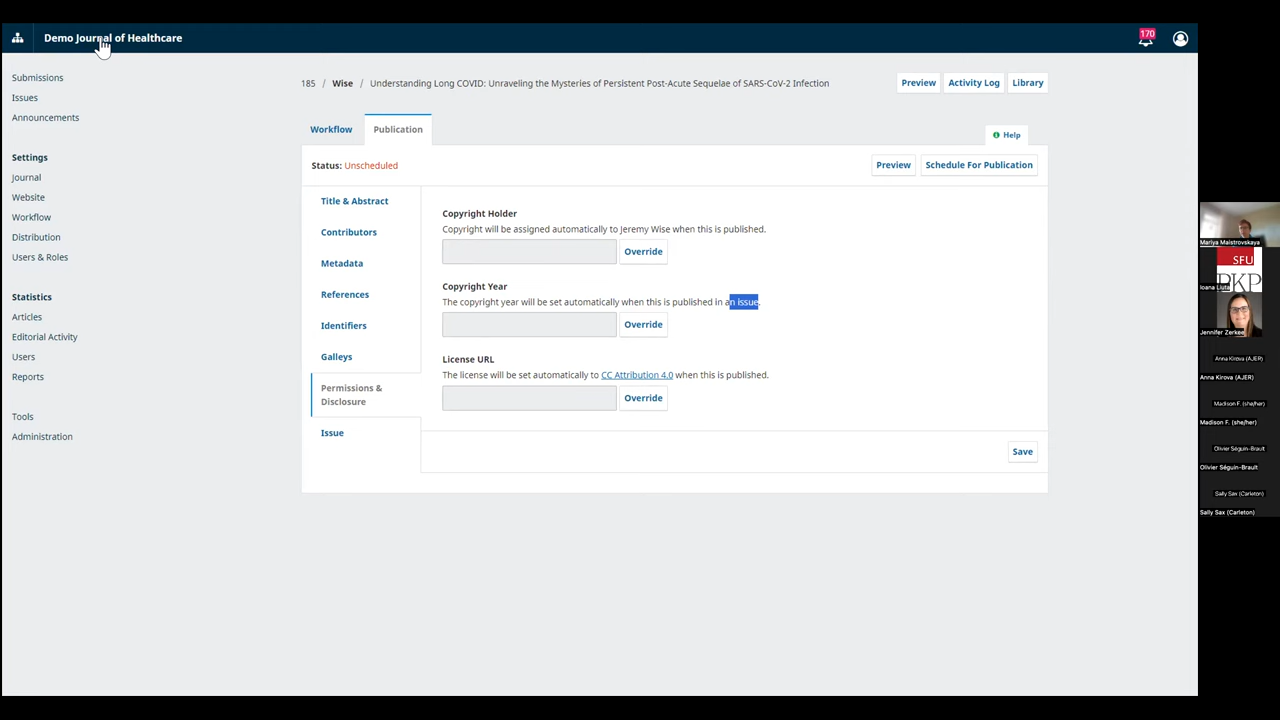 Demo Journal of Healthcare
170
Submissions
Issues
Announcements
Settings
Journal
Website
Workflow
Distribution
Users & Roles
Statistics
Articles
Editorial Activity
Users
Reports
Tools
Administration
185 / Wise / Understanding Long COVID: Unraveling the Mysteries of Persistent Post-Acute Sequelae of SARS-CoV-2 Infection
Preview
Activity Log
Library
Workflow
Publication
Help
Status: Unscheduled
Preview
Schedule For Publication
Title & Abstract
Contributors
Metadata
References
Identifiers
Galleys
Permissions &
Disclosure
Issue
Copyright Holder
Copyright will be assigned automatically to Jeremy Wise when this is published.
Override
Copyright Year
The copyright year will be set automatically when this is published in an issue.
Override
License URL
The license will be set automatically to CC Attribution 4.0 when this is published.
Override
Save
Mariya Maistrovskaya
SFU
PKP
Ioana Liuta
Jennifer Zerkee
Anna Kirova (AJER)
Anna Kirova (AJER)
Madison F. (she/her)
Madison F. (she/her)
Olivier Séguin-Brault
Olivier Séguin-Brault
Sally Sax (Carleton)
Sally Sax (Carleton)